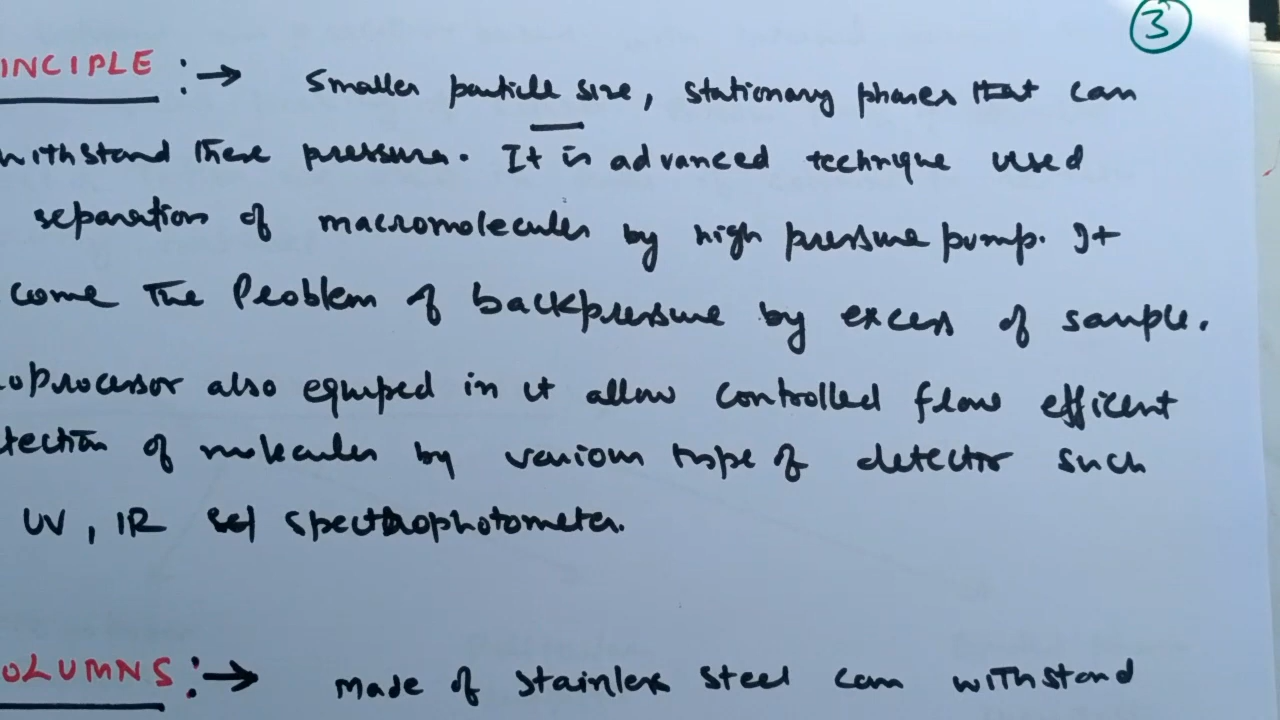 3
INCIPLE :→ Smaller particle size, stationary phases that can
withstand these pressure. It is advanced technique used
separation of macromolecules by high pressure pump. It
come The Problem of backpressure by excess of sample.
oprocessor also equiped in it allow controlled flow efficent
tection of molecules by various type of detector such
UV, IR spectrophotometer.
OLUMNS :→ Made of stainless steel can withstand